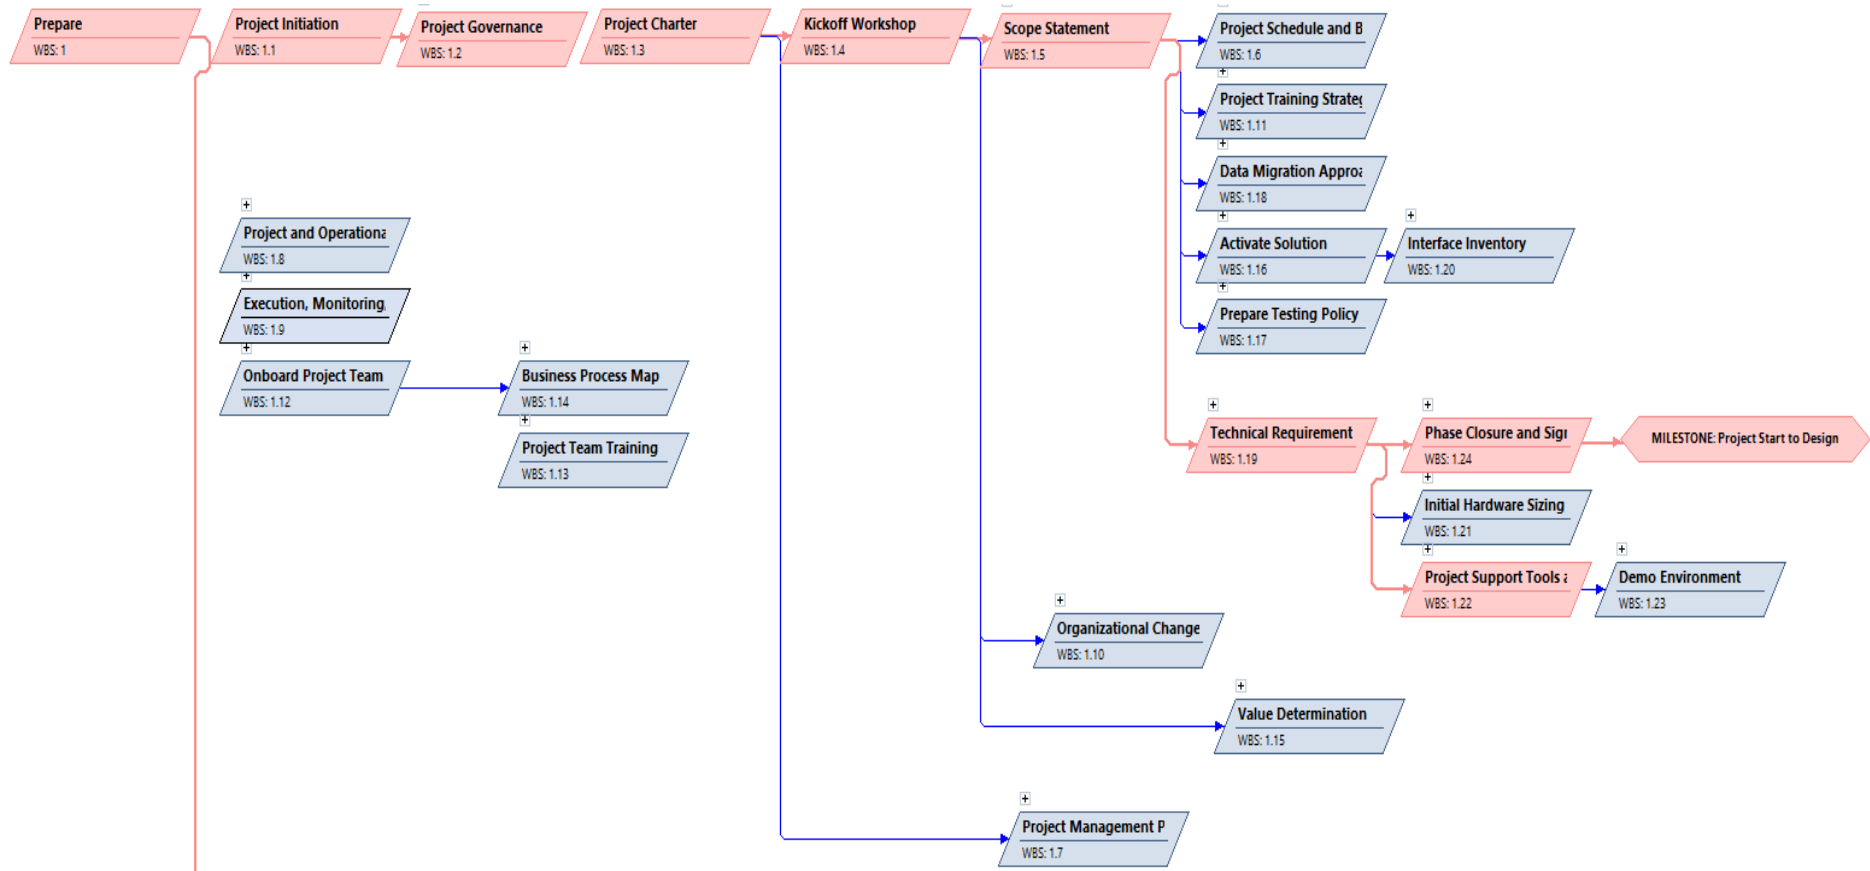 Prepare
WBS: 1
Project Initiation
WBS: 1.1
Project Governance
WBS: 1.2
Project Charter
WBS: 1.3
Kickoff Workshop
WBS: 1.4
Scope Statement
WBS: 1.5
Project Schedule and B
WBS: 1.6
Project Training Strateg
WBS: 1.11
Data Migration Approa
WBS: 1.18
Activate Solution
WBS: 1.16
Interface Inventory
WBS: 1.20
Prepare Testing Policy
WBS: 1.17
Project and Operationa
WBS: 1.8
Execution, Monitoring,
WBS: 1.9
Onboard Project Team
WBS: 1.12
Business Process Map
WBS: 1.14
Project Team Training
WBS: 1.13
Technical Requirement
WBS: 1.19
Phase Closure and Sign
WBS: 1.24
MILESTONE: Project Start to Design
Initial Hardware Sizing
WBS: 1.21
Project Support Tools a
WBS: 1.22
Demo Environment
WBS: 1.23
Organizational Change
WBS: 1.10
Value Determination
WBS: 1.15
Project Management P
WBS: 1.7